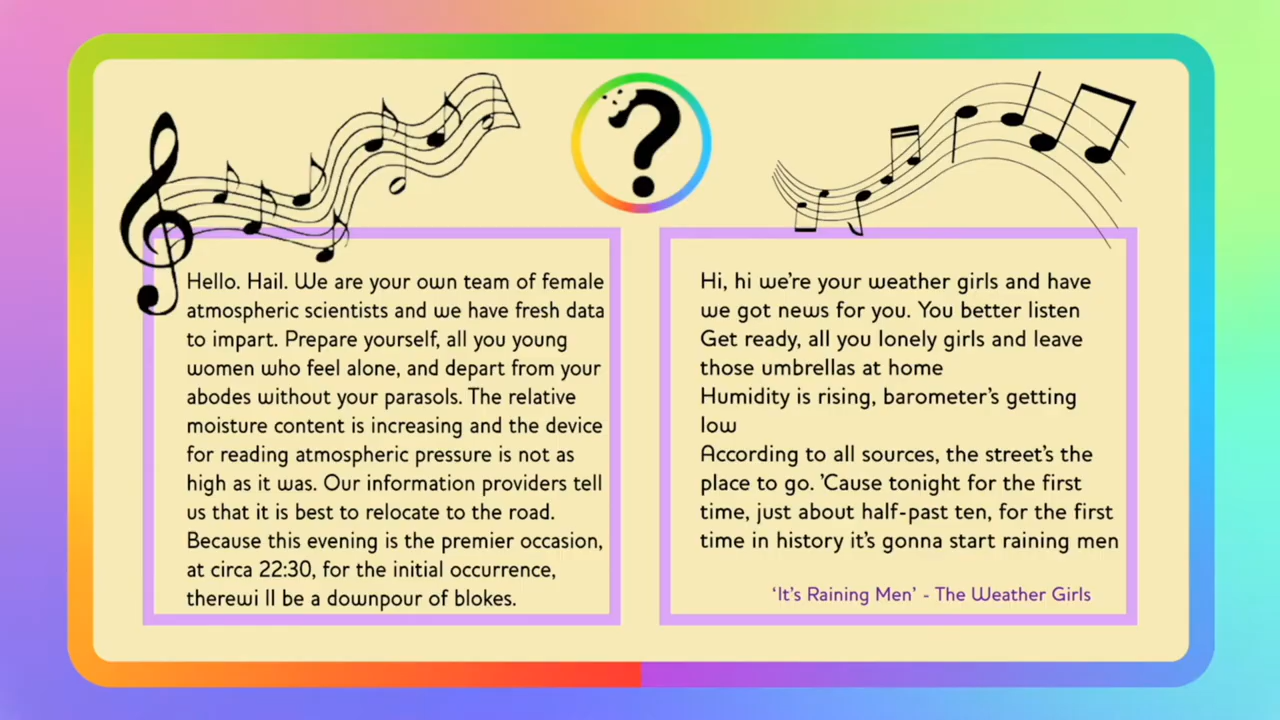 Hello. Hail. We are your own team of female
atmospheric scientists and we have fresh data
to impart. Prepare yourself, all you young
women who feel alone, and depart from your
abodes without your parasols. The relative
moisture content is increasing and the device
for reading atmospheric pressure is not as
high as it was. Our information providers tell
us that it is best to relocate to the road.
Because this evening is the premier occasion,
at circa 22:30, for the initial occurrence,
therewi ll be a downpour of blokes.
Hi, hi we're your weather girls and have
we got news for you. You better listen
Get ready, all you lonely girls and leave
those umbrellas at home
Humidity is rising, barometer's getting
low
According to all sources, the street's the
place to go. 'Cause tonight for the first
time, just about half-past ten, for the first
time in history it's gonna start raining men
'It's Raining Men' - The Weather Girls
?